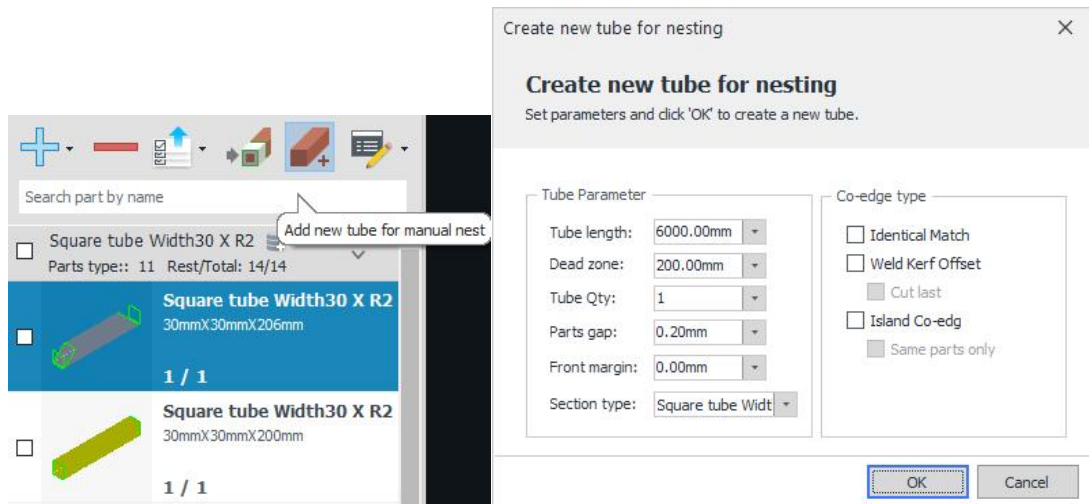 Search part by name
Add new tube for manual nest
Square tube Width30 X R2
Parts type:: 11 Rest/Total: 14/14
Square tube Width30 X R2
30mmX30mmX206mm
1 / 1
Square tube Width30 X R2
30mmX30mmX200mm
1 / 1
Create new tube for nesting
Create new tube for nesting
Set parameters and click 'OK' to create a new tube.
Tube Parameter
Tube length: 6000.00mm
Dead zone: 200.00mm
Tube Qty: 1
Parts gap: 0.20mm
Front margin: 0.00mm
Section type: Square tube Widt
Co-edge type
Identical Match
Weld Kerf Offset
Cut last
Island Co-edg
Same parts only
OK Cancel